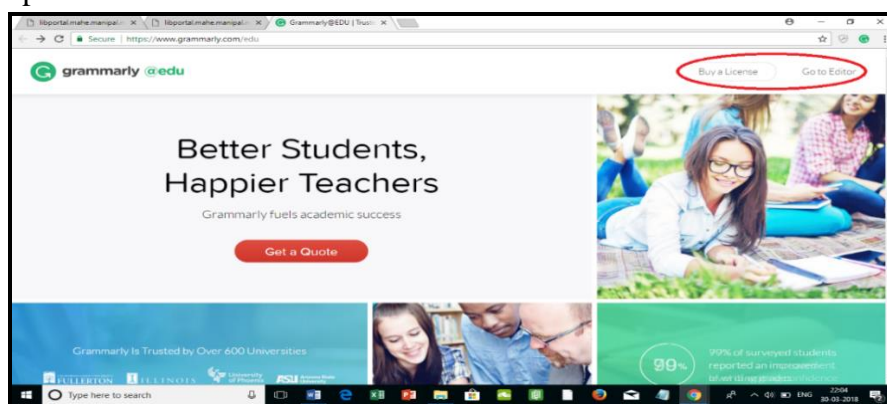 libportal.mahe.manipal.
libportal.mahe.manipal.
Grammarly@EDU | Trust
Secure | https://www.grammarly.com/edu
grammarly @edu
Buy a License
Go to Editor
Better Students,
Happier Teachers
Grammarly fuels academic success
Get a Quote
Grammarly Is Trusted by Over 600 Universities
FULLERTON
ILLINOIS
University
of Phoenix
ASU
99%
99% of surveyed students
reported an improvement
Type here to search
ENG
22:04
30-03-2018